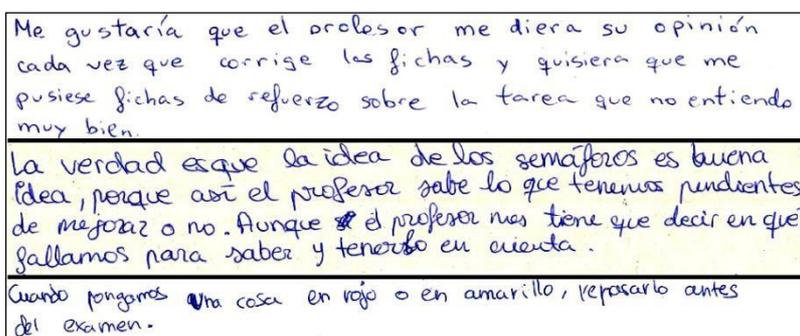 Me gustaría que el profesor me diera su opinión
cada vez que corrige las fichas y quisiera que me
pusiese fichas de refuerzo sobre la tarea que no entiendo
muy bien.
La verdad es que la idea de los semáforos es buena
idea, porque así el profesor sabe lo que tenemos pendientes
de mejorar o no. Aunque el profesor nos tiene que decir en qué
fallamos para saber y tenerlo en cuenta.
Cuando pongamos una cosa en rojo o en amarillo, repasarlo antes
del examen.